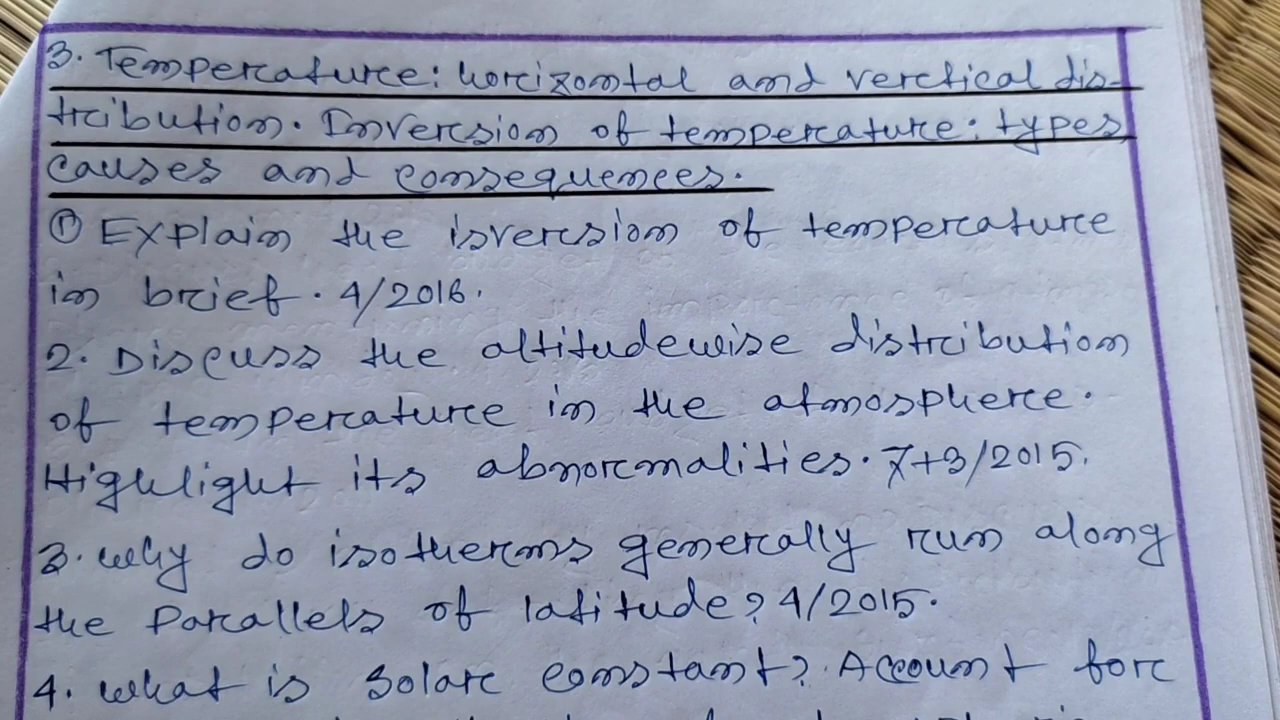 3. Temperature: horizontal and vertical dis-
tribution. Inversion of temperature: types,
causes and consequences.
① Explain the isversion of temperature
in brief. 4/2016.
2. Discuss the altitudewise distribution
of temperature in the atmosphere.
Highlight its abnormalities. 7+3/2015.
3. Why do isotherms generally run along
the Parallels of latitude? 4/2015.
4. What is Solar constant? Account for